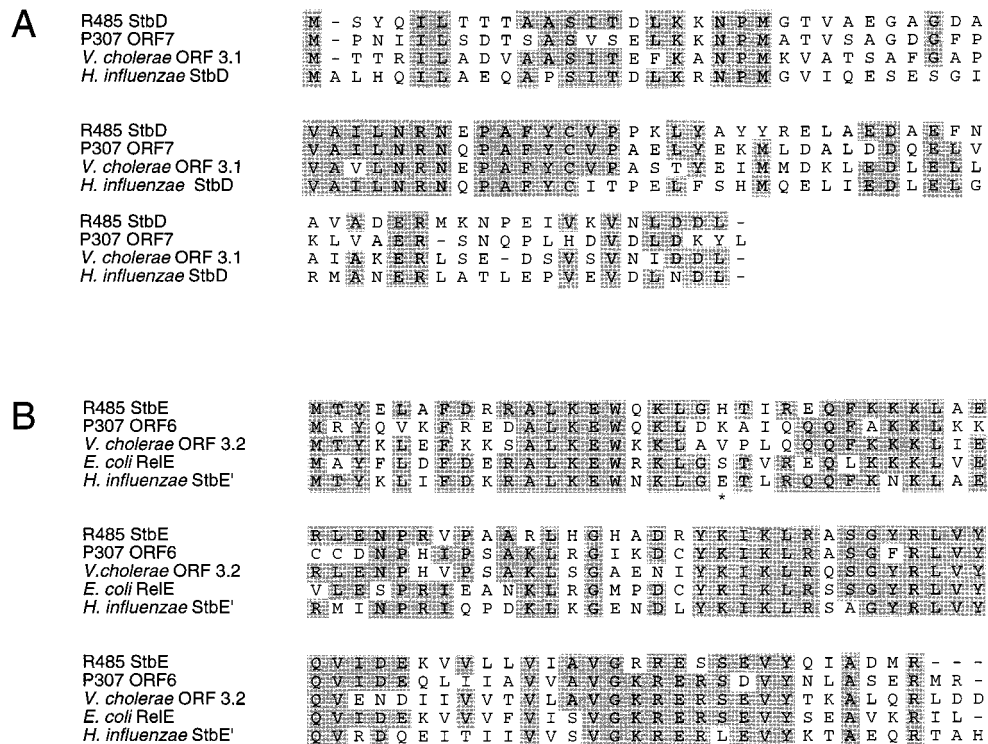 A
R485 StbD M - S Y Q I L T T T A A S I T D L K K N P M G T V A E G A G D A
P307 ORF7 M - P N I I L S D T S A S V S E L K K N P M A T V S A G D G F P
V. cholerae ORF 3.1 M - T T R I L A D V A A S I T E F K A N P M K V A T S A F G A P
H. influenzae StbD M A L H Q I L A E Q A P S I T D L K R N P M G V I Q E S E S G I
R485 StbD V A I L N R N E P A F Y C V P P K L Y A Y Y R E L A E D A E F N
P307 ORF7 V A I L N R N Q P A F Y C V P A E L Y E K M L D A L D D Q E L V
V. cholerae ORF 3.1 V A V L N R N E P A F Y C V P A S T Y E I M M D K L E D L E L L
H. influenzae StbD V A I L N R N Q P A F Y C I T P E L F S H M Q E L I E D L E L G
R485 StbD A V A D E R M K N P E I V K V N L D D L -
P307 ORF7 K L V A E R - S N Q P L H D V D L D K Y L
V. cholerae ORF 3.1 A I A K E R L S E - D S V S V N I D D L -
H. influenzae StbD R M A N E R L A T L E P V E V D L N D L -
B
R485 StbE M T Y E L A F D R R A L K E W Q K L G H T I R E Q F K K K L A E
P307 ORF6 M R Y Q V K F R E D A L K E W Q K L D K A I Q Q Q F A K K L K K
V. cholerae ORF 3.2 M T Y K L E F K K S A L K E W K K L A V P L Q Q Q F K K K L I E
E. coli RelE M A Y F L D F D E R A L K E W R K L G S T V R E Q L K K K L V E
H. influenzae StbE' M T Y K L I F D K R A L K E W N K L G E T L R Q Q F K N K L A E
*
R485 StbE R L E N P R V P A A R L H G H A D R Y K I K L R A S G Y R L V Y
P307 ORF6 C C D N P H I P S A K L R G I K D C Y K I K L R A S G F R L V Y
V.cholerae ORF 3.2 R L E N P H V P S A K L S G A E N I Y K I K L R Q S G Y R L V Y
E. coli RelE V L E S P R I E A N K L R G M P D C Y K I K L R S S G Y R L V Y
H. influenzae StbE' R M I N P R I Q P D K L K G E N D L Y K I K L R S A G Y R L V Y
R485 StbE Q V I D E K V V L L V I A V G R R E S S E V Y Q I A D M R - - -
P307 ORF6 Q V I D E Q L I I A V V A V G K R E R S D V Y N L A S E R M R -
V. cholerae ORF 3.2 Q V E N D I I V V T V L A V G K R E R S E V Y T K A L Q R L D D
E. coli RelE Q V I D E K V V V F V I S V G K R E R S E V Y S E A V K R I L -
H. influenzae StbE' Q V R D Q E I T I I V V S V G K R E R S E V Y K T A E Q R T A H